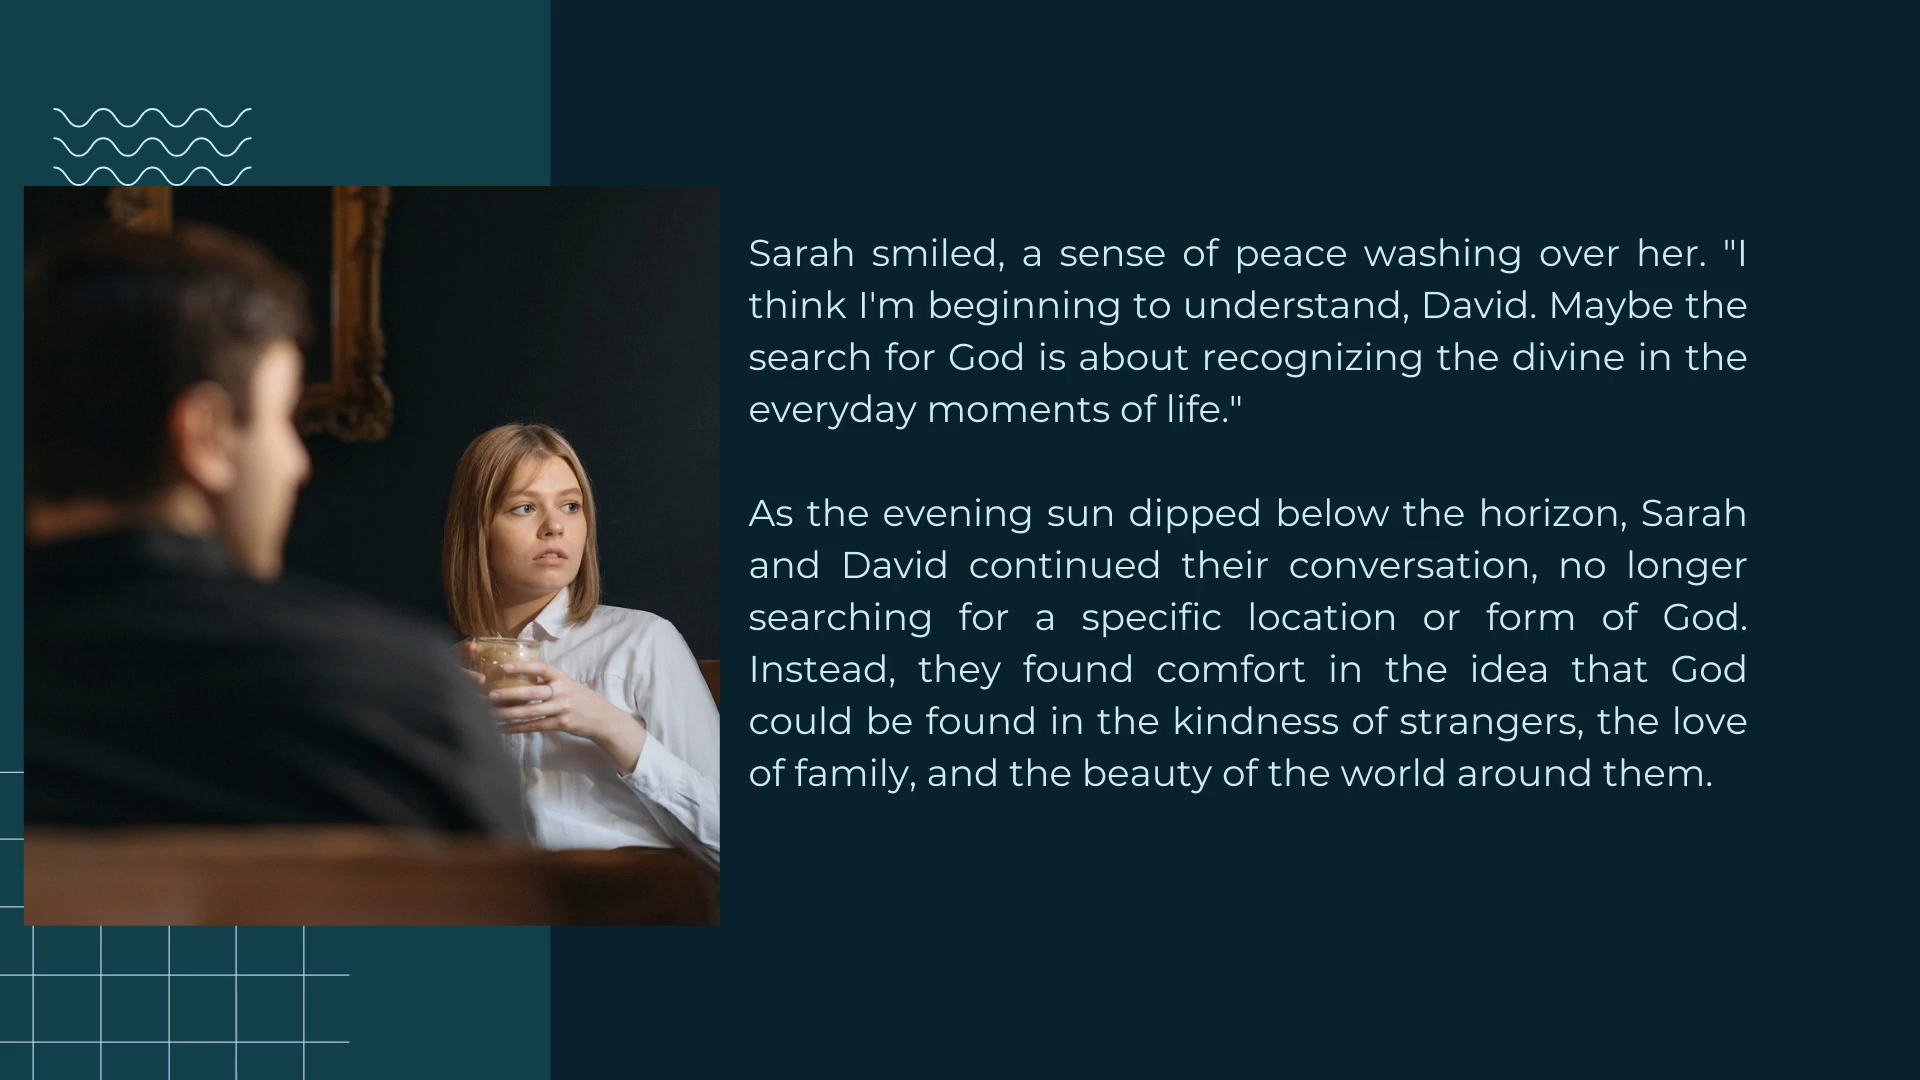 Sarah smiled, a sense of peace washing over her. "I
think I'm beginning to understand, David. Maybe the
search for God is about recognizing the divine in the
everyday moments of life."
As the evening sun dipped below the horizon, Sarah
and David continued their conversation, no longer
searching for a specific location or form of God.
Instead, they found comfort in the idea that God
could be found in the kindness of strangers, the love
of family, and the beauty of the world around them.